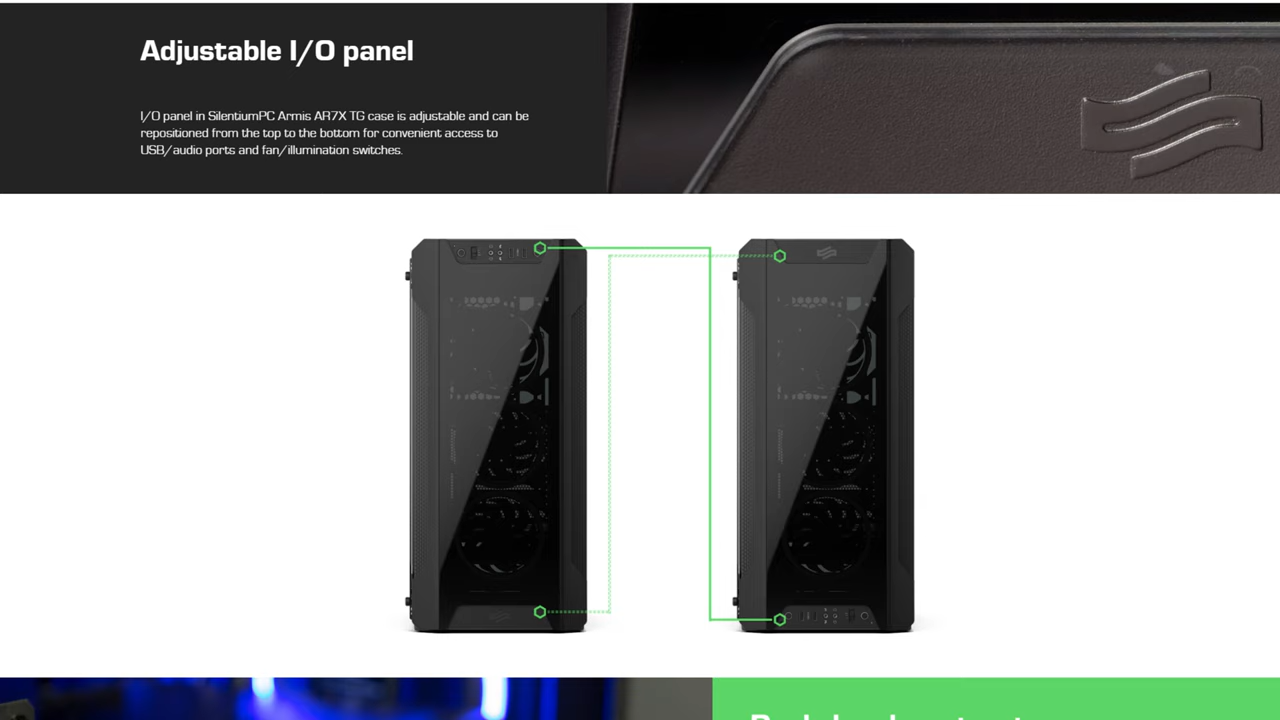 Adjustable I/O panel
I/O panel in SilentiumPC Armis AR7X TG case is adjustable and can be
repositioned from the top to the bottom for convenient access to
USB/audio ports and fan/illumination switches.